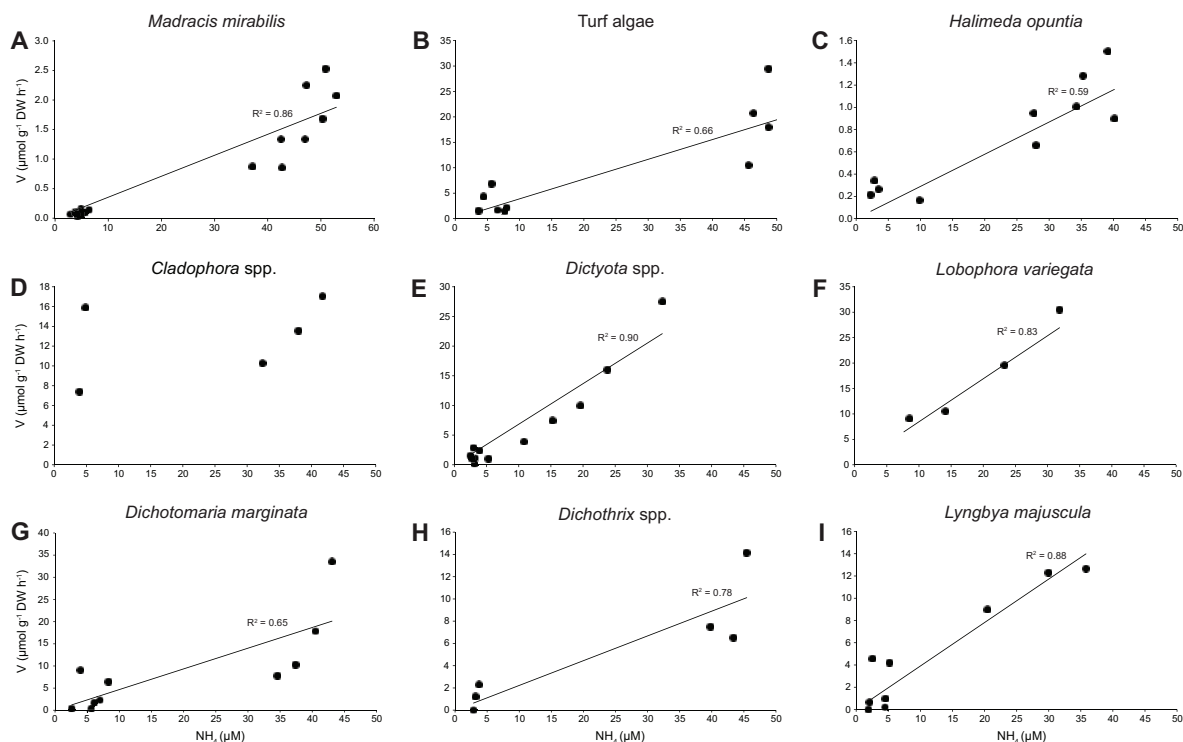 Madracis mirabilis
Turf algae
Halimeda opuntia
A
B
C
V (µmol g⁻¹ DW h⁻¹)
3.0
2.5
2.0
1.5
1.0
0.5
0.0
0 10 20 30 40 50 60
R² = 0.86
35
30
25
20
15
10
5
0
0 5 10 15 20 25 30 35 40 45 50
R² = 0.66
1.6
1.4
1.2
1.0
0.8
0.6
0.4
0.2
0.0
0 5 10 15 20 25 30 35 40 45 50
R² = 0.59
Cladophora spp.
Dictyota spp.
Lobophora variegata
D
E
F
V (µmol g⁻¹ DW h⁻¹)
18
16
14
12
10
8
6
4
2
0
0 5 10 15 20 25 30 35 40 45 50
30
25
20
15
10
5
0
0 5 10 15 20 25 30 35 40 45 50
R² = 0.90
35
30
25
20
15
10
5
0
0 5 10 15 20 25 30 35 40 45 50
R² = 0.83
Dichotomaria marginata
Dichothrix spp.
Lyngbya majuscula
G
H
I
V (µmol g⁻¹ DW h⁻¹)
40
35
30
25
20
15
10
5
0
0 5 10 15 20 25 30 35 40 45 50
R² = 0.65
NH₄ (µM)
16
14
12
10
8
6
4
2
0
0 5 10 15 20 25 30 35 40 45 50
R² = 0.78
NH₄ (µM)
16
14
12
10
8
6
4
2
0
0 5 10 15 20 25 30 35 40 45 50
R² = 0.88
NH₄ (µM)